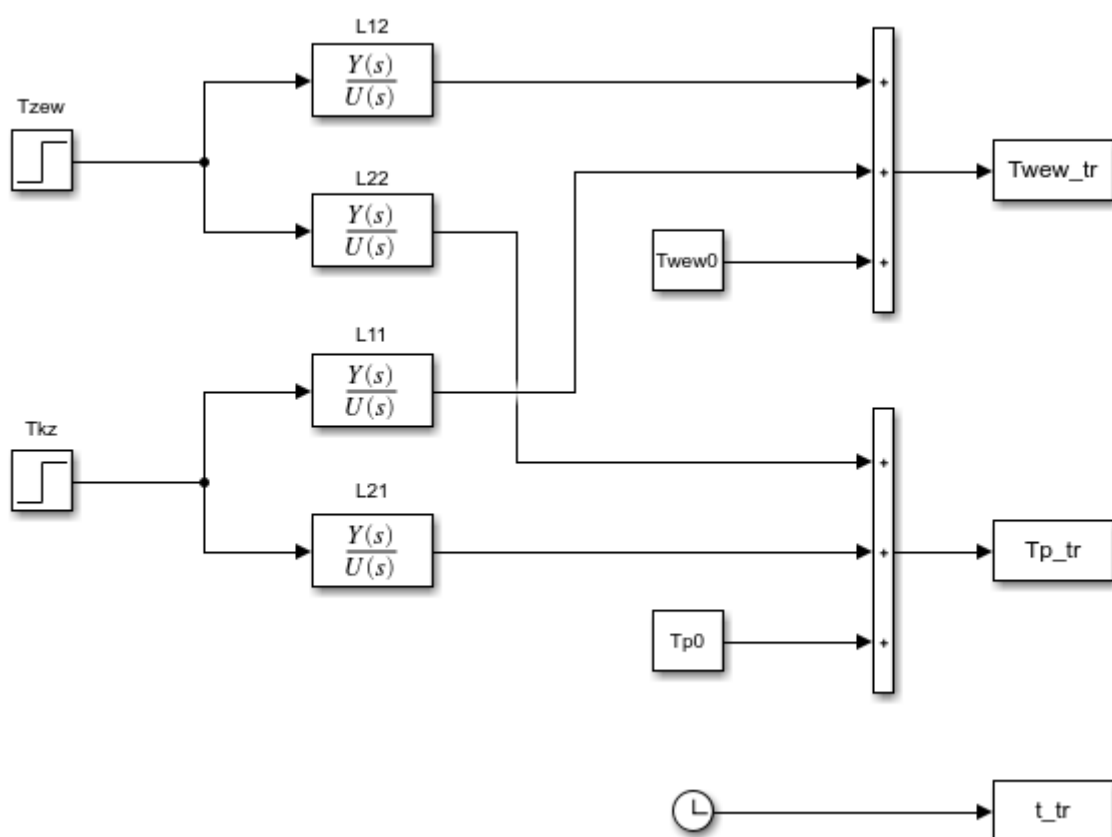 L12
Y(s)
U(s)
+
Tzew
Twew_tr
L22
+
Y(s)
U(s)
Twew0
+
L11
Y(s)
U(s)
Tkz
+
L21
Y(s)
U(s)
+
Tp_tr
Tp0
+
t_tr